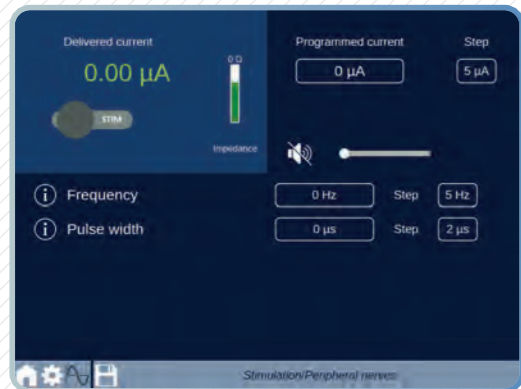 Delivered current
0.00 µA
STIM
0 Ω
Impedance
Programmed current
Step
0 µA
5 µA
Frequency
0 Hz
Step
5 Hz
Pulse width
0 µs
Step
2 µs
Stimulation/Peripheral nerves